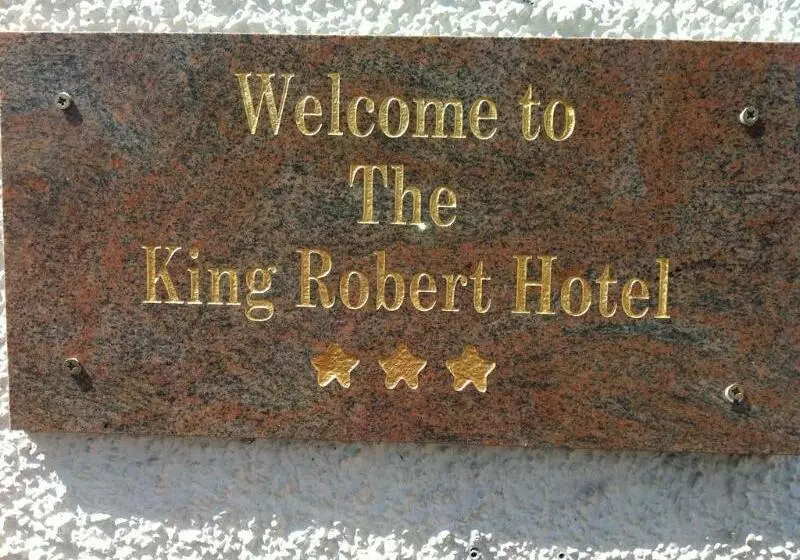 Welcome to
The
King Robert Hotel